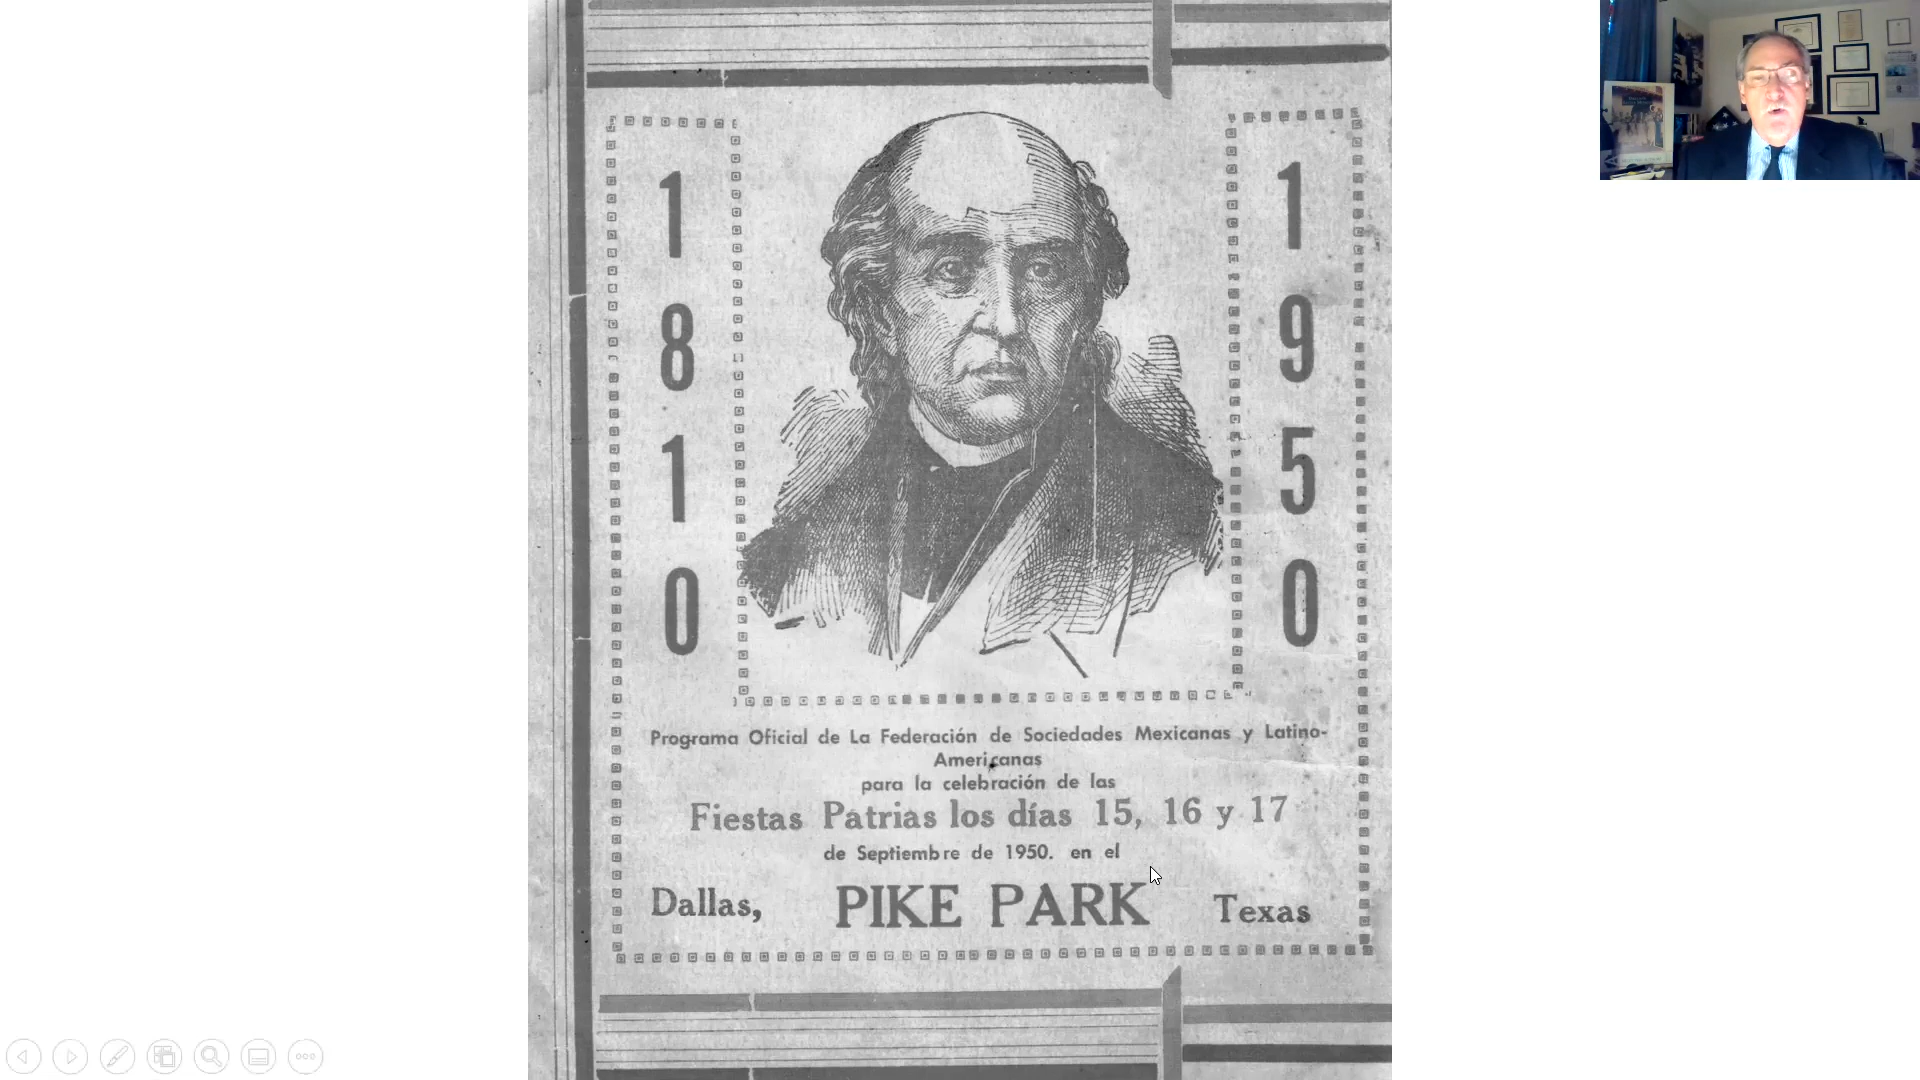 1810
1950
Programa Oficial de La Federación de Sociedades Mexicanas y Latino-
Americanas
para la celebración de las
Fiestas Patrias los días 15, 16 y 17
de Septiembre de 1950. en el
Dallas, PIKE PARK Texas